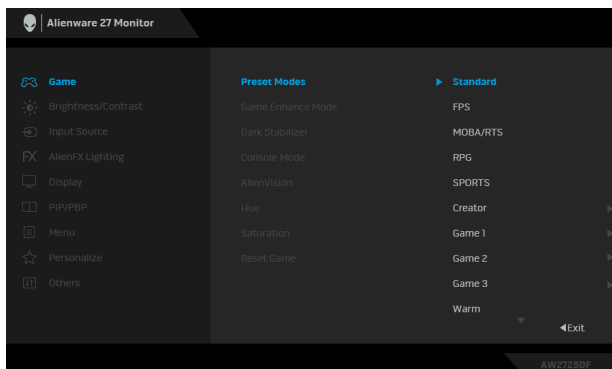 Alienware 27 Monitor
Game Preset Modes Standard
Brightness/Contrast Game Enhance Mode FPS
Input Source Dark Stabilizer MOBA/RTS
FX AlienFX Lighting Console Mode RPG
Display AlienVision SPORTS
PIP/PBP Hue Creator
Menu Saturation Game 1
Personalize Reset Game Game 2
Others Game 3
Warm
Exit
AW2725DF